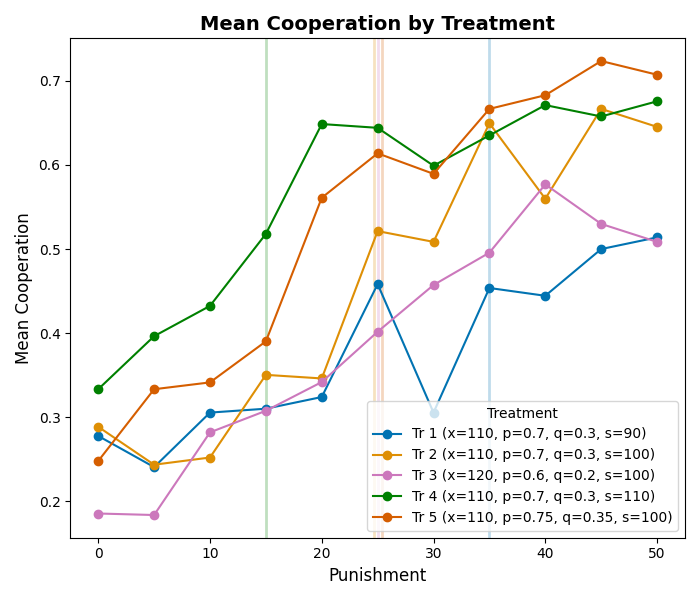 Mean Cooperation by Treatment
Mean Cooperation
0.7
0.6
0.5
0.4
0.3
0.2
Treatment
Tr 1 (x=110, p=0.7, q=0.3, s=90)
Tr 2 (x=110, p=0.7, q=0.3, s=100)
Tr 3 (x=120, p=0.6, q=0.2, s=100)
Tr 4 (x=110, p=0.7, q=0.3, s=110)
Tr 5 (x=110, p=0.75, q=0.35, s=100)
0 10 20 30 40 50
Punishment